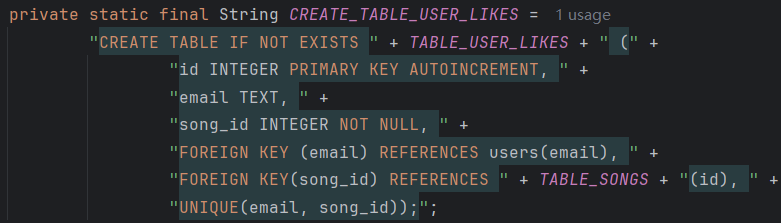 private static final String CREATE_TABLE_USER_LIKES = 1 usage
"CREATE TABLE IF NOT EXISTS " + TABLE_USER_LIKES + " (" +
"id INTEGER PRIMARY KEY AUTOINCREMENT, " +
"email TEXT, " +
"song_id INTEGER NOT NULL, " +
"FOREIGN KEY (email) REFERENCES users(email), " +
"FOREIGN KEY(song_id) REFERENCES " + TABLE_SONGS + "(id), " +
"UNIQUE(email, song_id));";